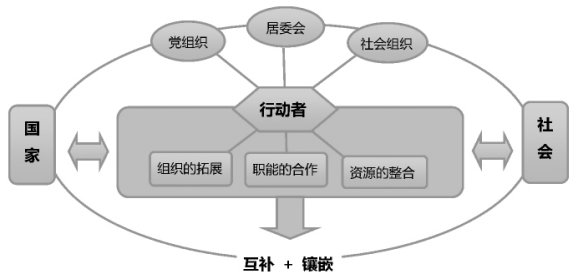 党组织
居委会
社会组织
行动者
国家
社会
组织的拓展
职能的合作
资源的整合
互补 + 镶嵌